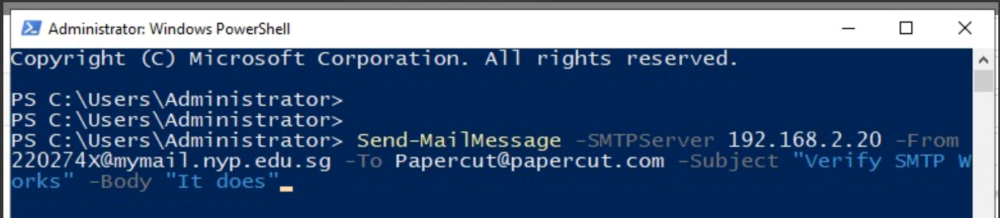 Administrator: Windows PowerShell
Copyright (C) Microsoft Corporation. All rights reserved.
PS C:\Users\Administrator>
PS C:\Users\Administrator>
PS C:\Users\Administrator> Send-MailMessage -SMTPServer 192.168.2.20 -From
220274X@mymail.nyp.edu.sg -To Papercut@papercut.com -Subject "Verify SMTP W
orks" -Body "It does"